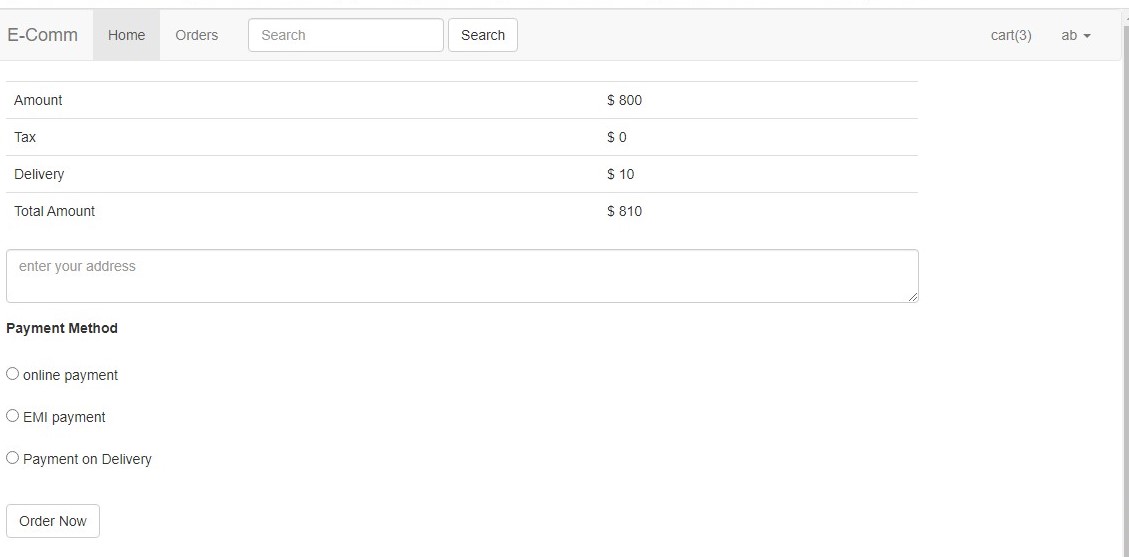 E-Comm Home Orders Search Search cart(3) ab
Amount $ 800
Tax $ 0
Delivery $ 10
Total Amount $ 810
enter your address
Payment Method
online payment
EMI payment
Payment on Delivery
Order Now